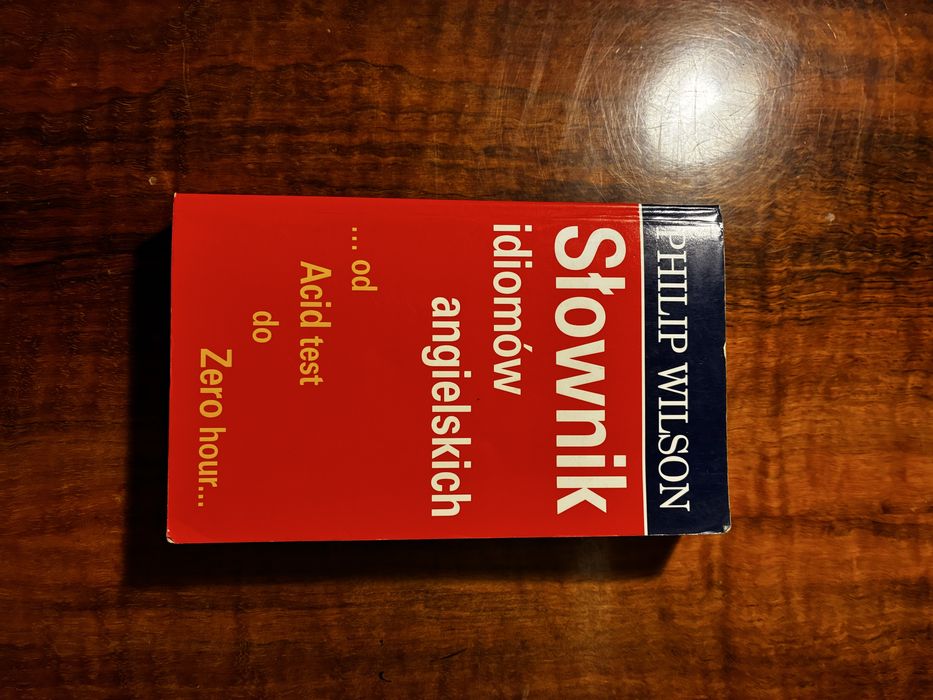 PHILIP WILSON
Słownik
idiomów
angielskich
... od
Acid test
do
Zero hour...